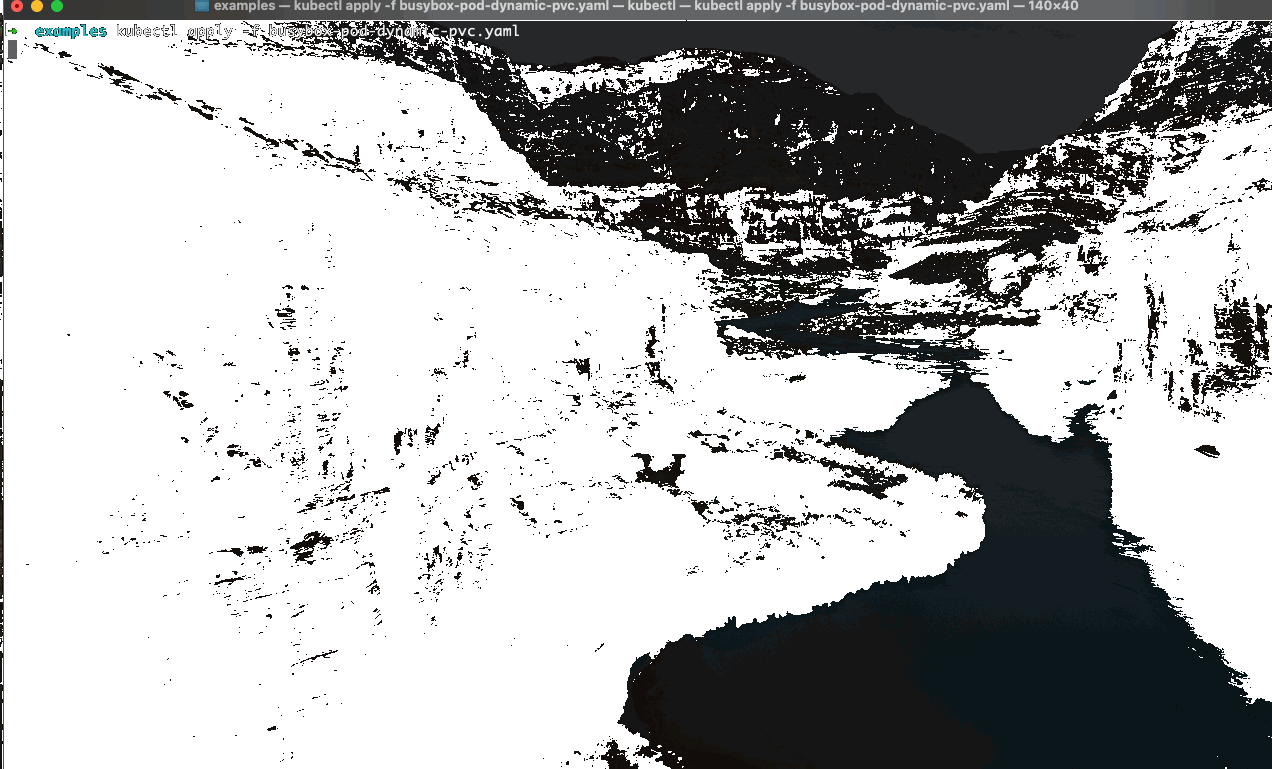 examples — kubectl apply -f busybox-pod-dynamic-pvc.yaml — kubectl — kubectl apply -f busybox-pod-dynamic-pvc.yaml — 140×40
➜ examples kubectl apply -f busybox-pod-dynamic-pvc.yaml